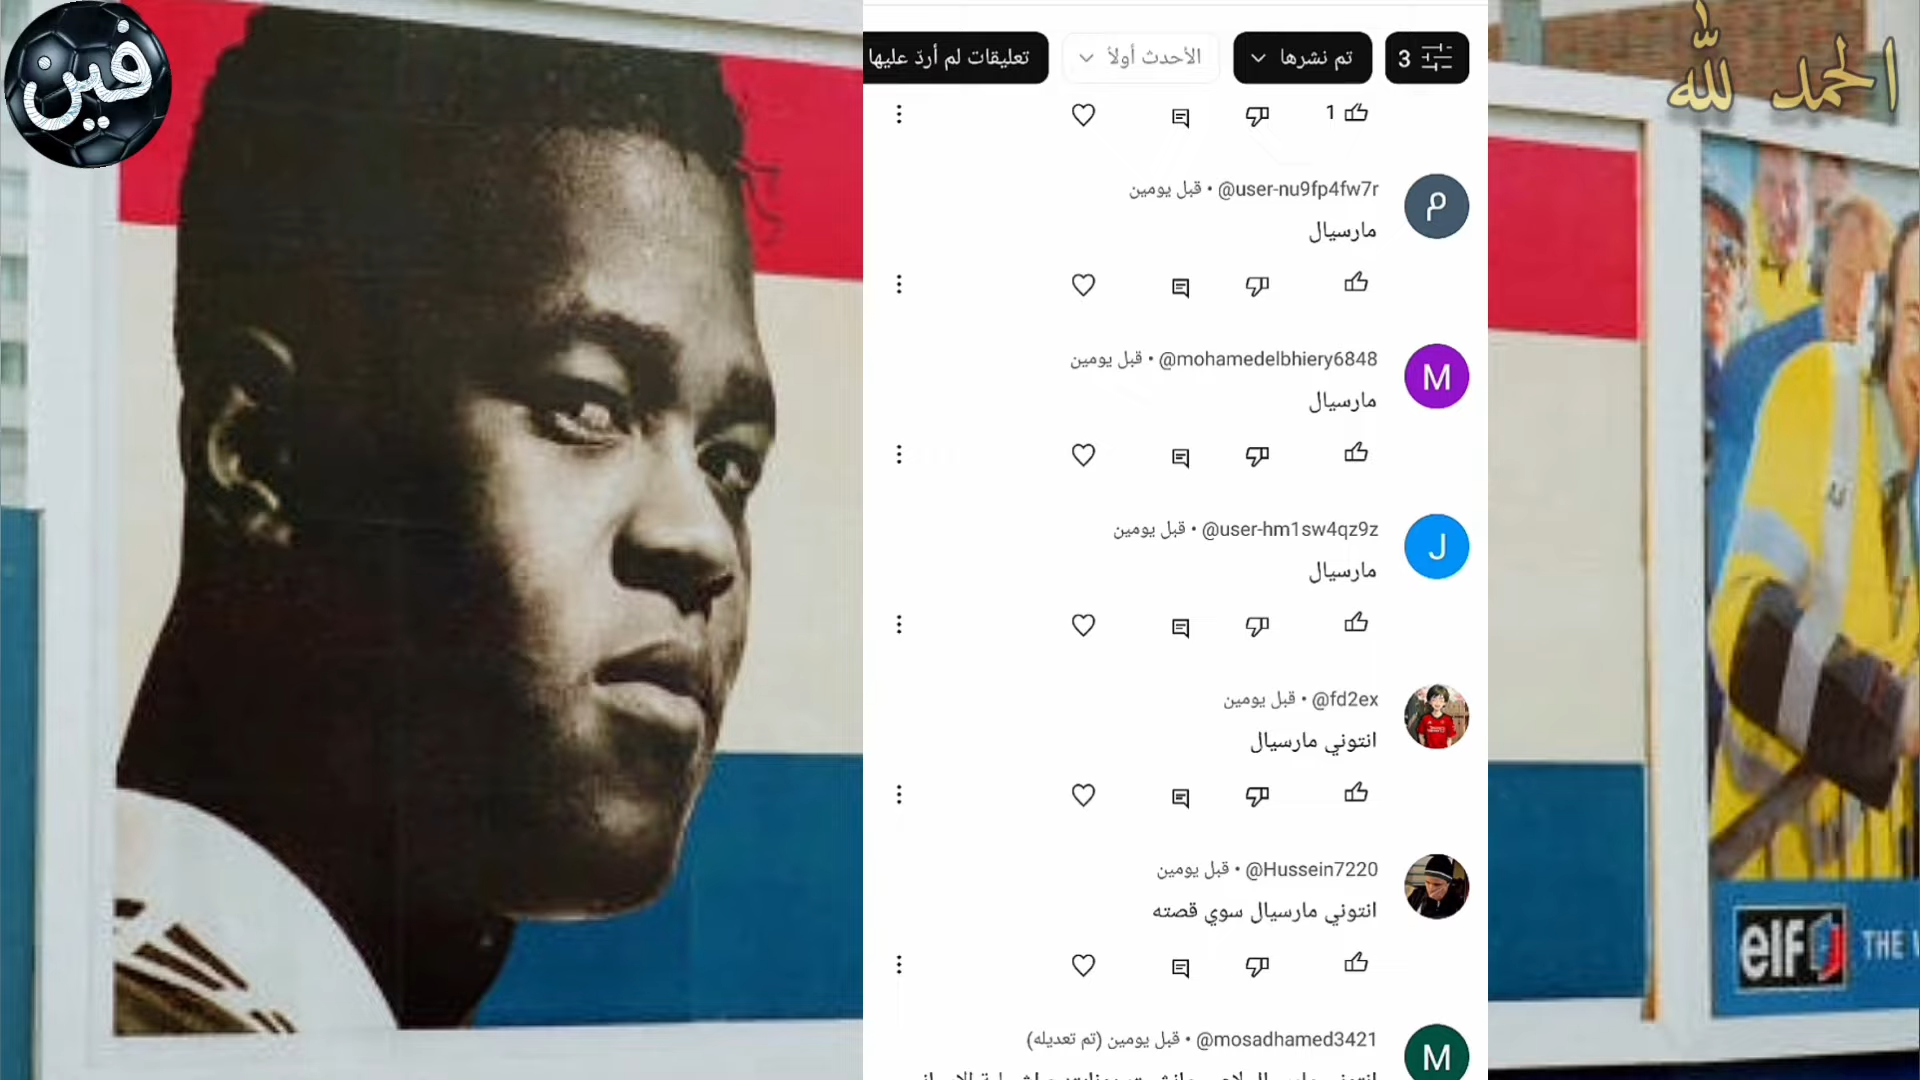 فين
الحمد لله
3
تم نشرها
الأحدث أولاً
تعليقات لم أردّ عليها
1
@user-nu9fp4fw7r • قبل يومين
م
مارسيال
@mohamedelbhiery6848 • قبل يومين
M
مارسيال
@user-hm1sw4qz9z • قبل يومين
J
مارسيال
@fd2ex • قبل يومين
انتوني مارسيال
@Hussein7220 • قبل يومين
انتوني مارسيال سوي قصته
@mosadhamed3421 • قبل يومين (تم تعديله)
M
elf
THE